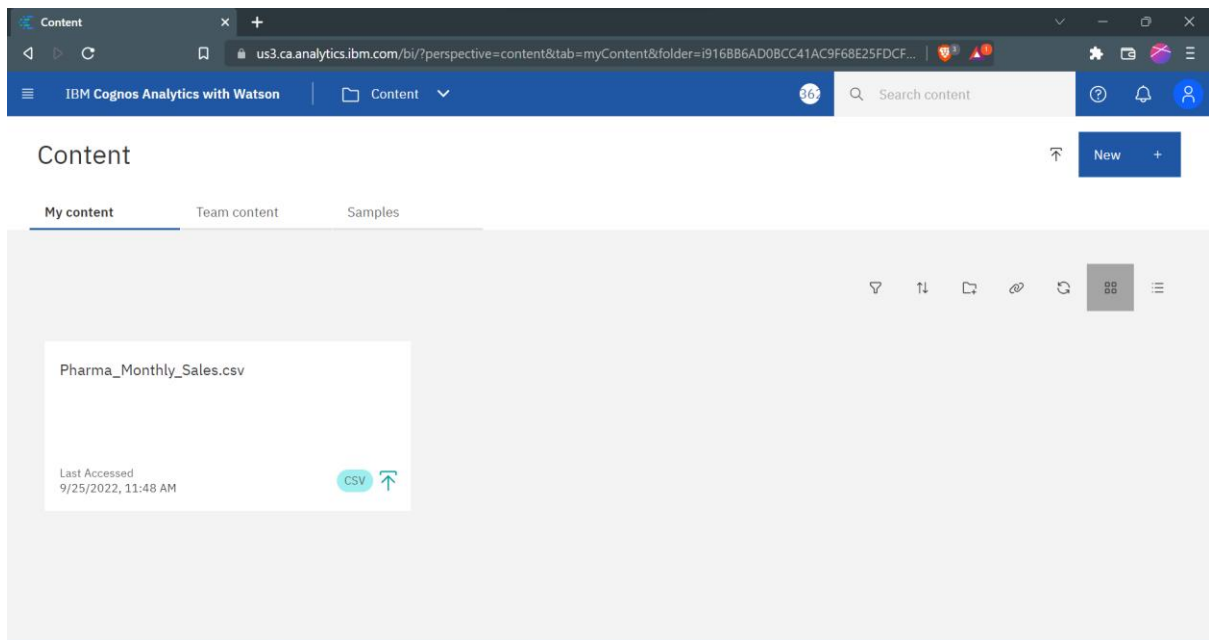 Content
us3.ca.analytics.ibm.com/bi/?perspective=content&tab=myContent&folder=i916BB6AD0BCC41AC9F68E25FDCF...
IBM Cognos Analytics with Watson
Content
Search content
Content
New +
My content
Team content
Samples
Pharma_Monthly_Sales.csv
Last Accessed
9/25/2022, 11:48 AM
CSV